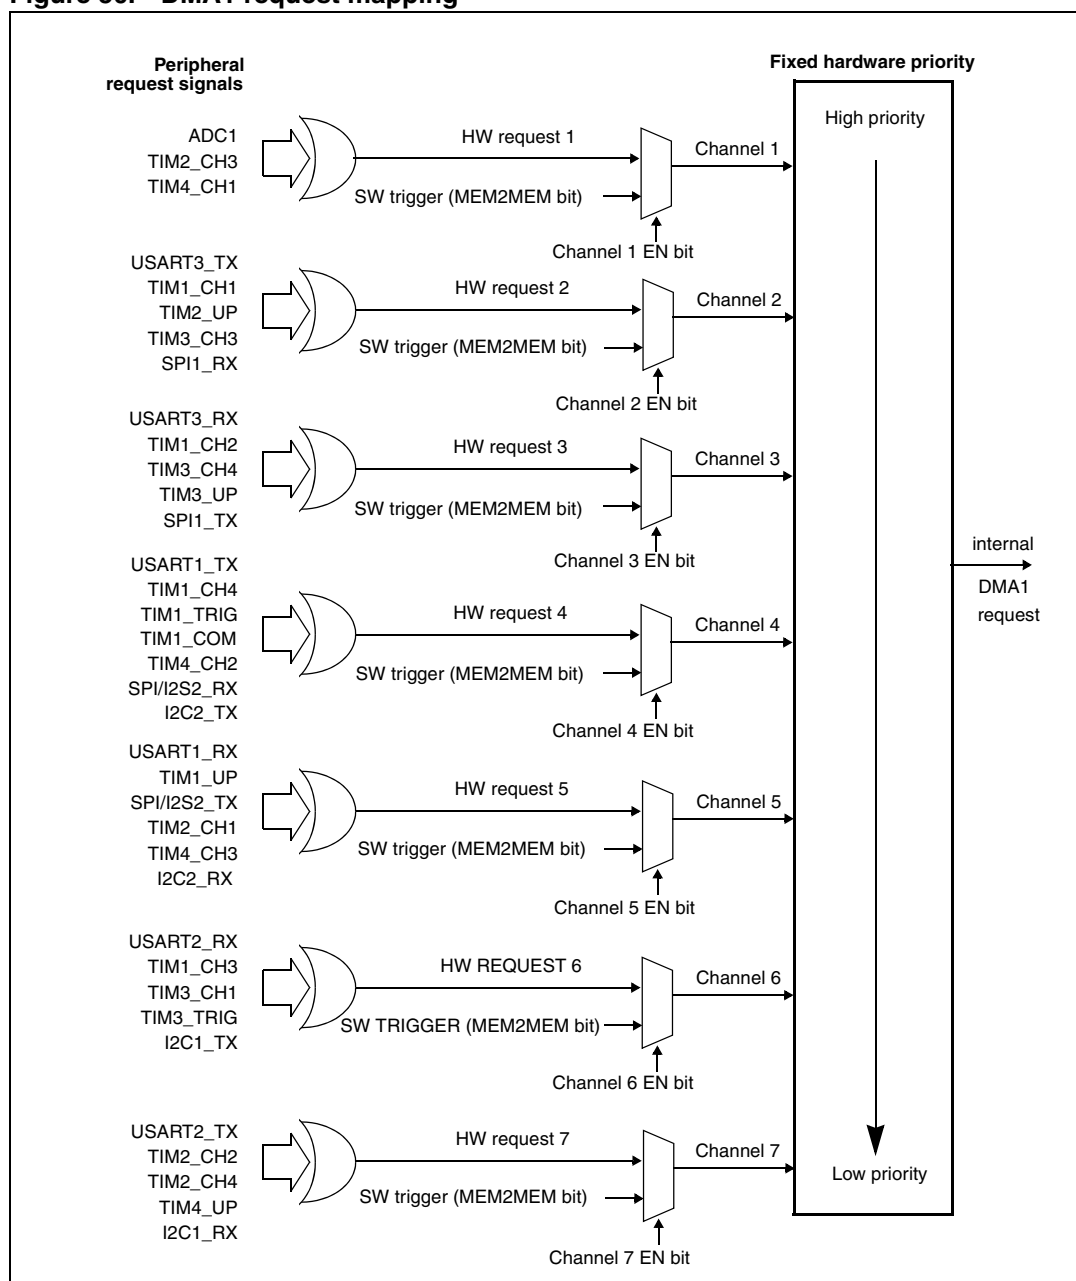 Peripheral
request signals
Fixed hardware priority
High priority
ADC1
TIM2_CH3
TIM4_CH1
HW request 1
SW trigger (MEM2MEM bit)
Channel 1
Channel 1 EN bit
USART3_TX
TIM1_CH1
TIM2_UP
TIM3_CH3
SPI1_RX
HW request 2
SW trigger (MEM2MEM bit)
Channel 2
Channel 2 EN bit
USART3_RX
TIM1_CH2
TIM3_CH4
TIM3_UP
SPI1_TX
HW request 3
SW trigger (MEM2MEM bit)
Channel 3
Channel 3 EN bit
USART1_TX
TIM1_CH4
TIM1_TRIG
TIM1_COM
TIM4_CH2
SPI/I2S2_RX
I2C2_TX
HW request 4
SW trigger (MEM2MEM bit)
Channel 4
Channel 4 EN bit
internal
DMA1
request
USART1_RX
TIM1_UP
SPI/I2S2_TX
TIM2_CH1
TIM4_CH3
I2C2_RX
HW request 5
SW trigger (MEM2MEM bit)
Channel 5
Channel 5 EN bit
USART2_RX
TIM1_CH3
TIM3_CH1
TIM3_TRIG
I2C1_TX
HW REQUEST 6
SW TRIGGER (MEM2MEM bit)
Channel 6
Channel 6 EN bit
USART2_TX
TIM2_CH2
TIM2_CH4
TIM4_UP
I2C1_RX
HW request 7
SW trigger (MEM2MEM bit)
Channel 7
Channel 7 EN bit
Low priority